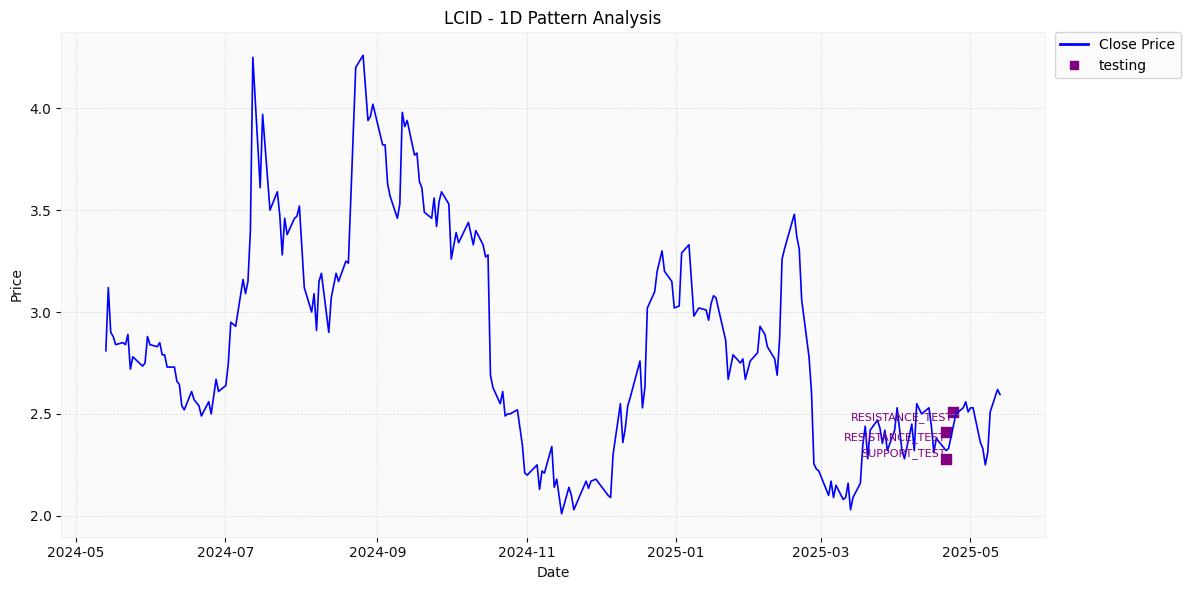 LCID - 1D Pattern Analysis
Close Price
testing
Price
4.0
3.5
3.0
2.5
2.0
RESISTANCE_TEST
RESISTANCE_TEST
SUPPORT_TEST
2024-05
2024-07
2024-09
2024-11
2025-01
2025-03
2025-05
Date